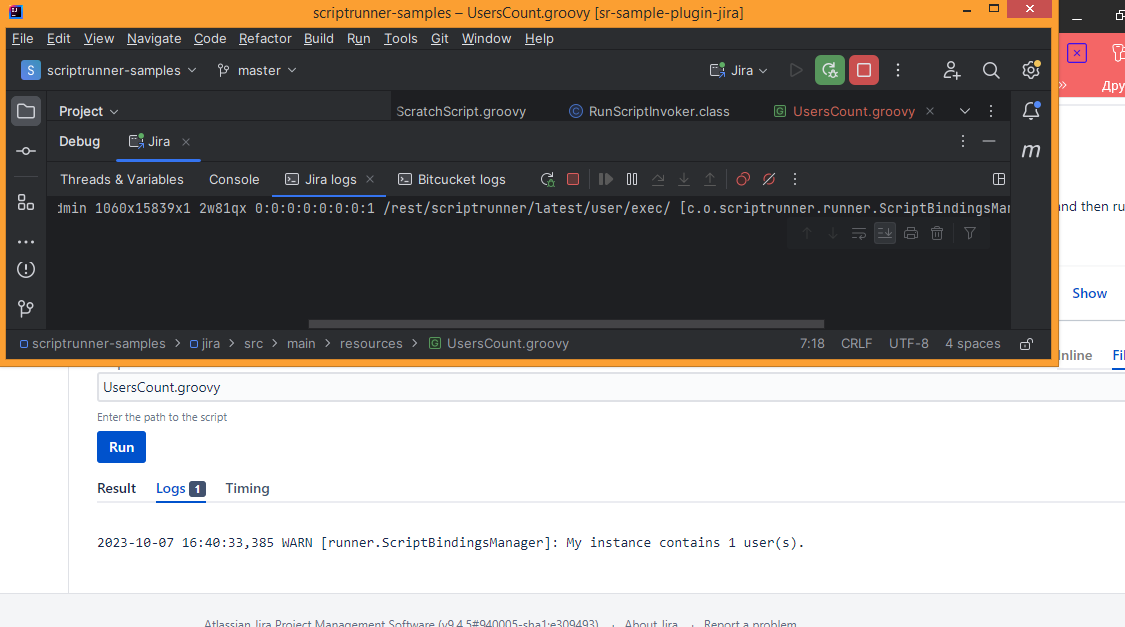 scriptrunner-samples – UsersCount.groovy [sr-sample-plugin-jira]
File Edit View Navigate Code Refactor Build Run Tools Git Window Help
S scriptrunner-samples master Jira
Project ScratchScript.groovy RunScriptInvoker.class UsersCount.groovy
Debug Jira
Threads & Variables Console Jira logs Bitcucket logs
dmin 1060x15839x1 2w81qx 0:0:0:0:0:0:0:1 /rest/scriptrunner/latest/user/exec/ [c.o.scriptrunner.runner.ScriptBindingsMan
scriptrunner-samples > jira > src > main > resources > UsersCount.groovy 7:18 CRLF UTF-8 4 spaces
» Дру
and then ru
Show
Inline Fil
UsersCount.groovy
Enter the path to the script
Run
Result Logs 1 Timing
2023-10-07 16:40:33,385 WARN [runner.ScriptBindingsManager]: My instance contains 1 user(s).
Atlassian Jira Project Management Software (v9.4.5#940005-sha1:e309493) · About Jira · Report a problem